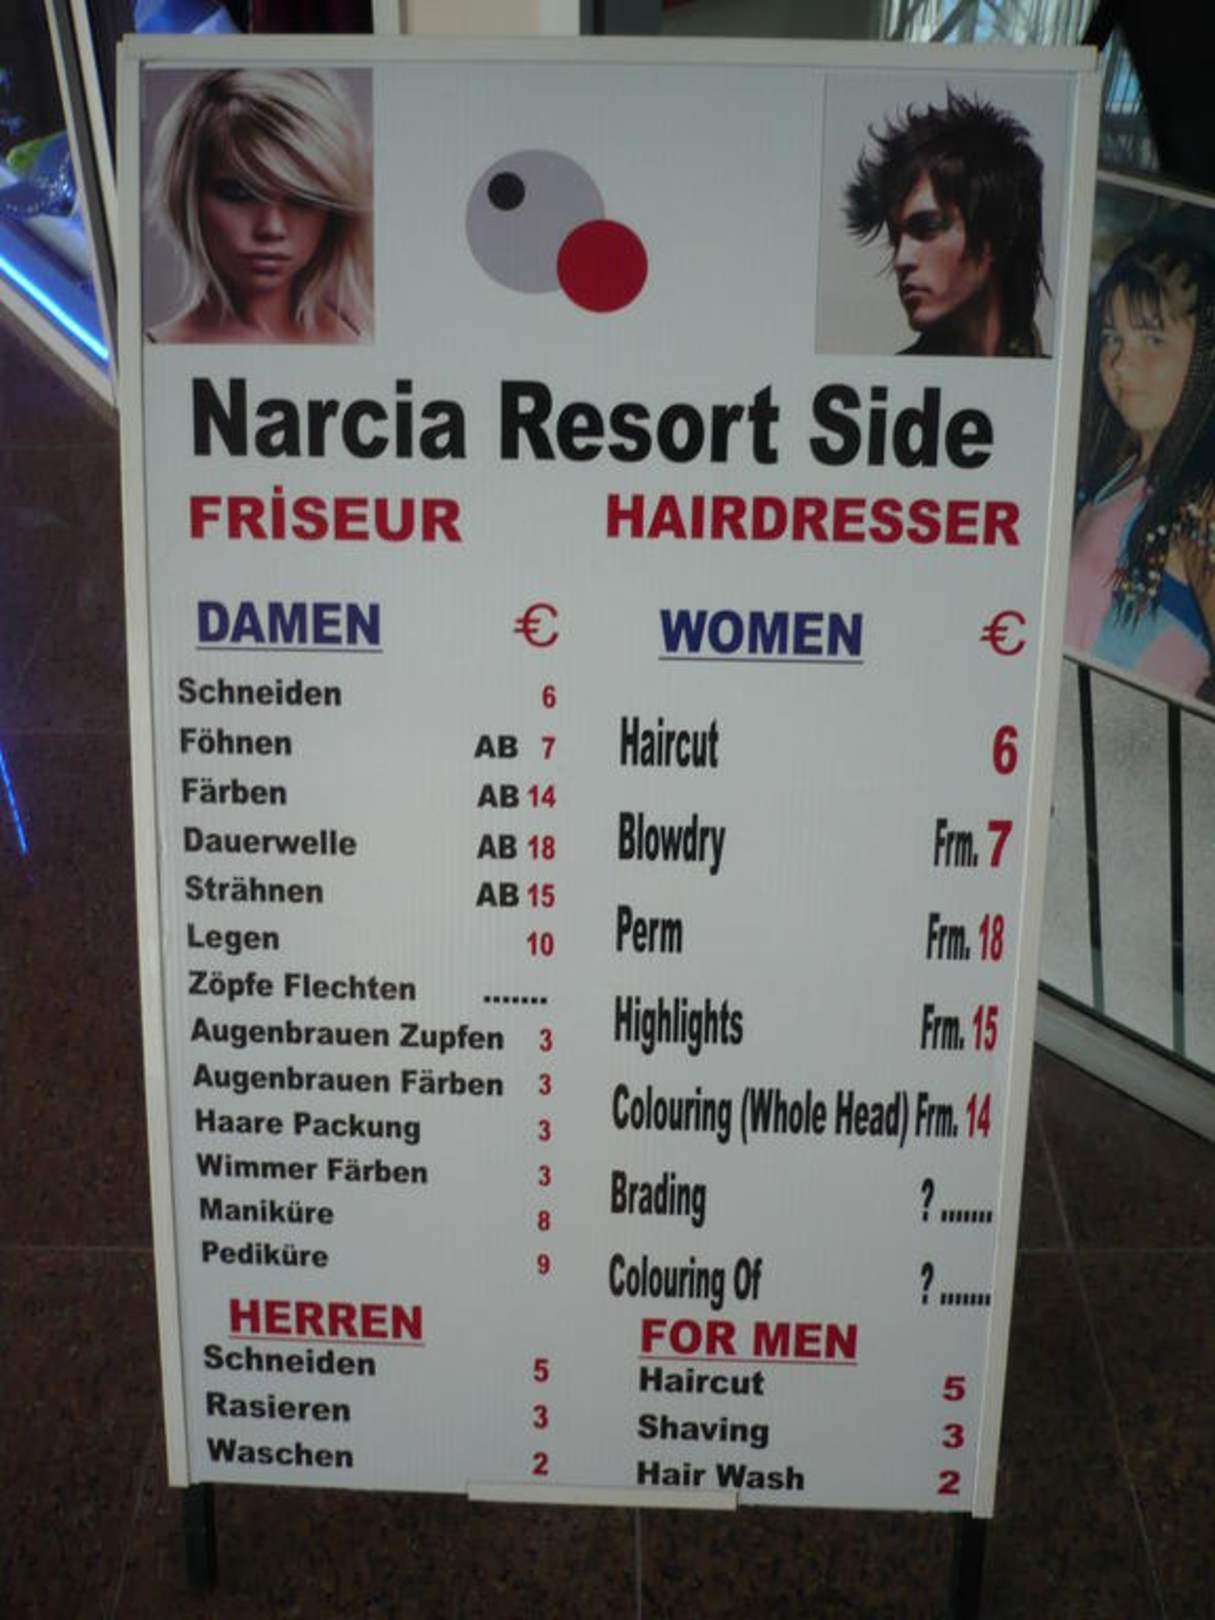 Narcia Resort Side
FRİSEUR
DAMEN €
Schneiden 6
Föhnen AB 7
Färben AB 14
Dauerwelle AB 18
Strähnen AB 15
Legen 10
Zöpfe Flechten .......
Augenbrauen Zupfen 3
Augenbrauen Färben 3
Haare Packung 3
Wimmer Färben 3
Maniküre 8
Pediküre 9
HERREN
Schneiden 5
Rasieren 3
Waschen 2
HAIRDRESSER
WOMEN €
Haircut 6
Blowdry Frm. 7
Perm Frm. 18
Highlights Frm. 15
Colouring (Whole Head) Frm. 14
Brading ? .......
Colouring Of ? .......
FOR MEN
Haircut 5
Shaving 3
Hair Wash 2